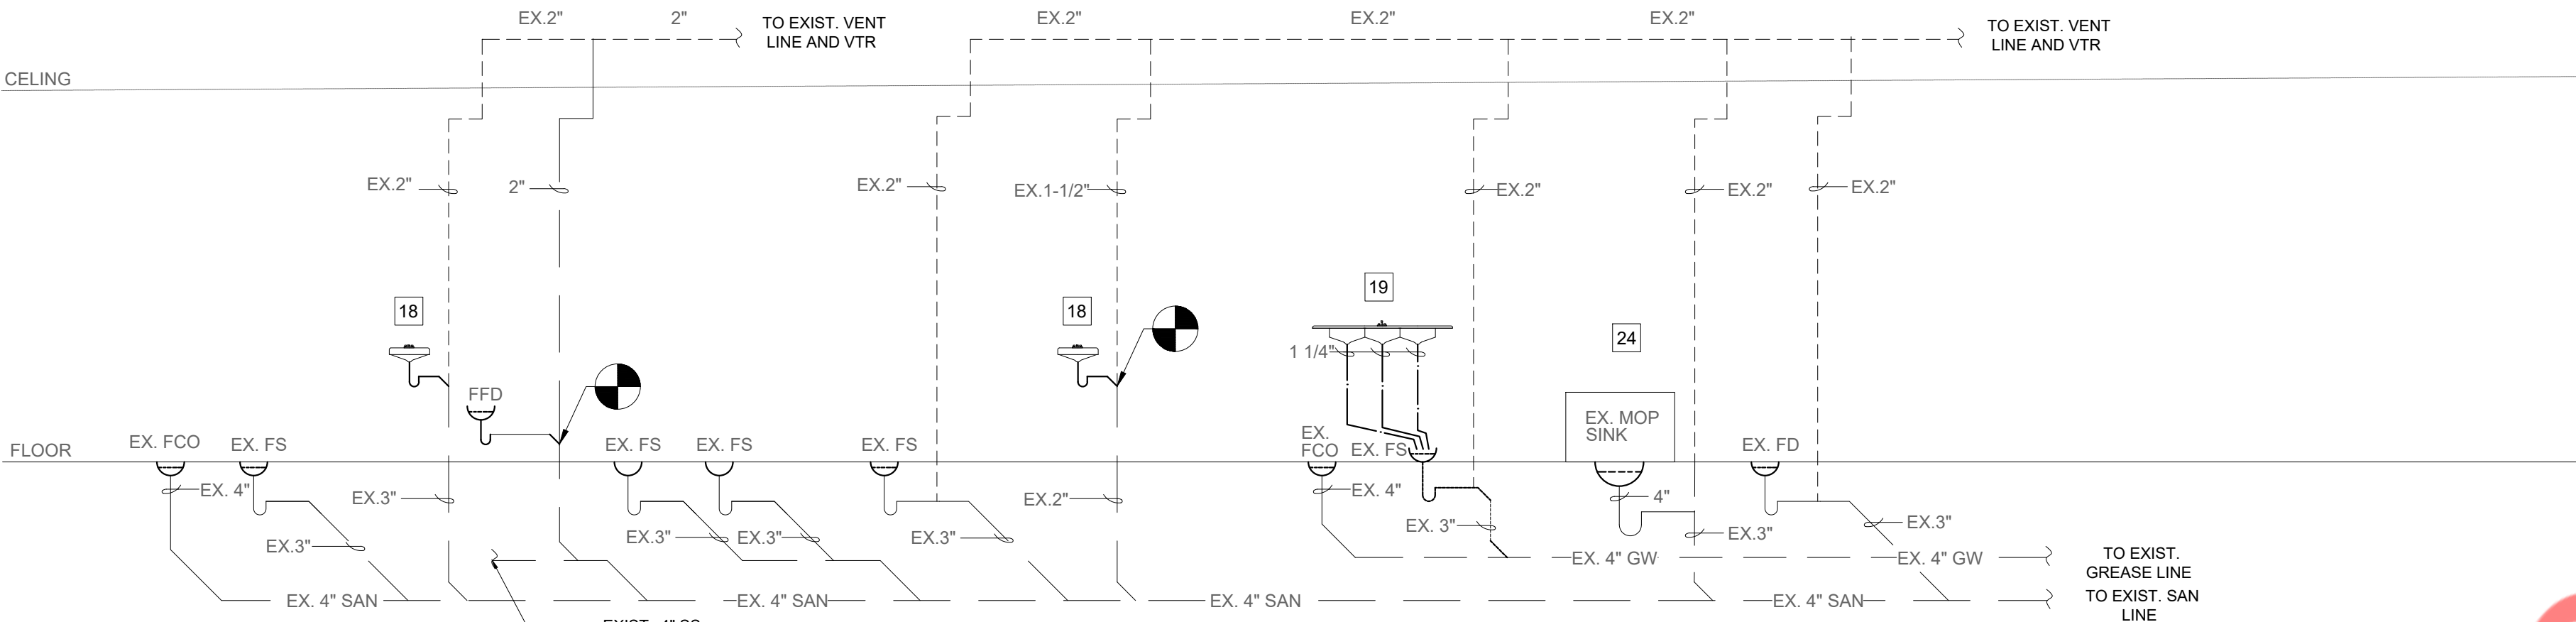 EX.2"
2"
TO EXIST. VENT
LINE AND VTR
EX.2"
EX.2"
EX.2"
TO EXIST. VENT
LINE AND VTR
CELING
EX.2"
2"
EX.2"
EX.1-1/2"
EX.2"
EX.2"
EX.2"
18
18
19
24
1 1/4"
FFD
EX. MOP
SINK
FLOOR
EX. FCO
EX. FS
EX. FS
EX. FS
EX. FS
EX.
FCO
EX. FS
EX. FD
EX. 4"
EX.3"
EX.2"
EX. 4"
4"
EX.3"
EX.3"
EX.3"
EX.3"
EX. 3"
EX.3"
EX.3"
EX. 4" GW
EX. 4" GW
TO EXIST.
GREASE LINE
EX. 4" SAN
EX. 4" SAN
EX. 4" SAN
EX. 4" SAN
TO EXIST. SAN
LINE